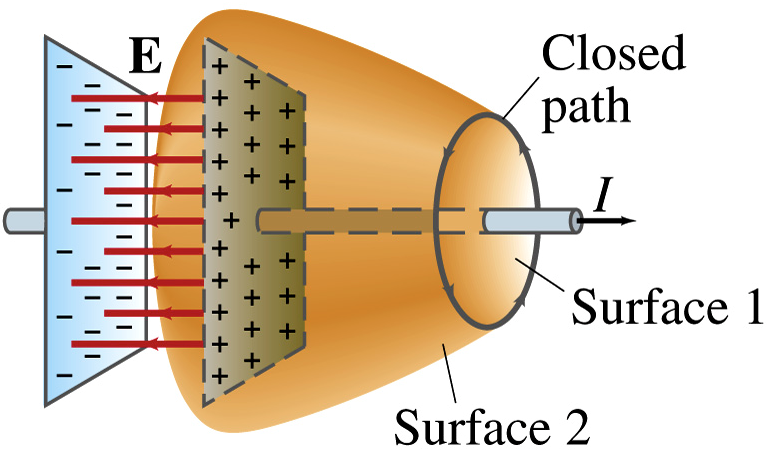 E
Closed
path
I
Surface 1
Surface 2